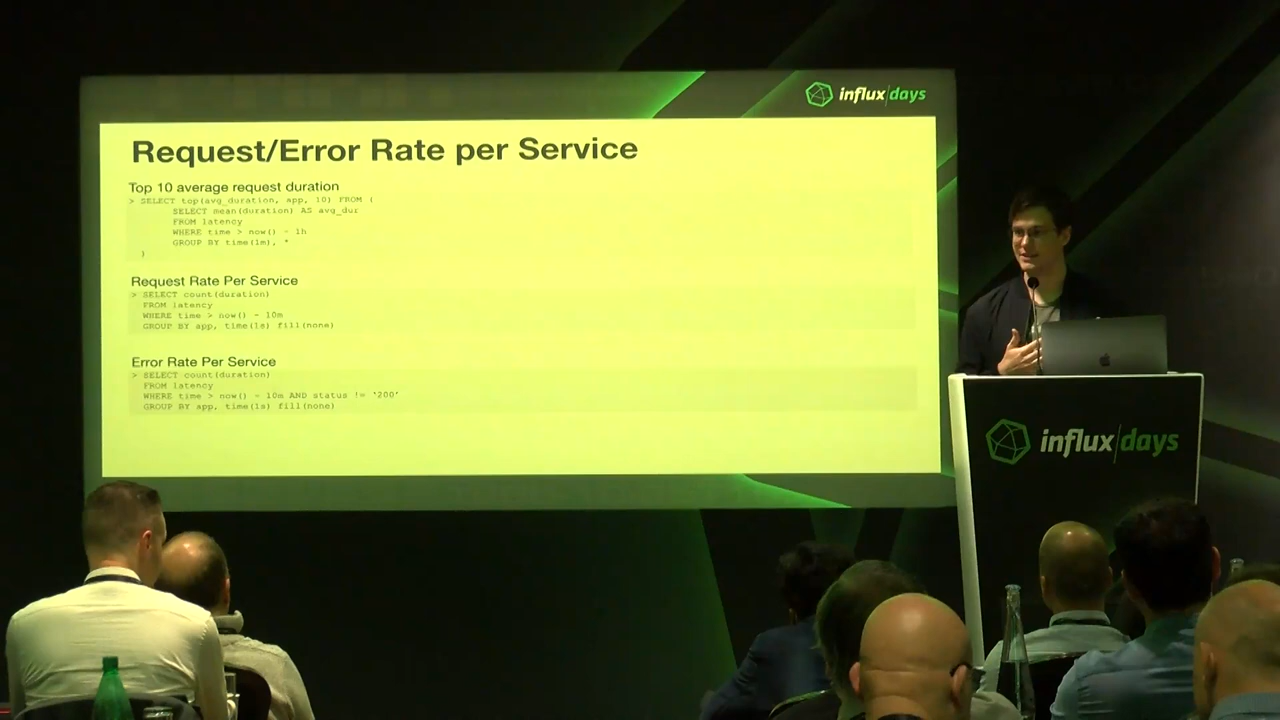 influx|days
Request/Error Rate per Service
Top 10 average request duration
> SELECT top(avg_duration, app, 10) FROM (
SELECT mean(duration) AS avg_dur
FROM latency
WHERE time > now() - 1h
GROUP BY time(1m), *
)
Request Rate Per Service
> SELECT count(duration)
FROM latency
WHERE time > now() - 10m
GROUP BY app, time(1s) fill(none)
Error Rate Per Service
> SELECT count(duration)
FROM latency
WHERE time > now() - 10m AND status != '200'
GROUP BY app, time(1s) fill(none)
influx|days